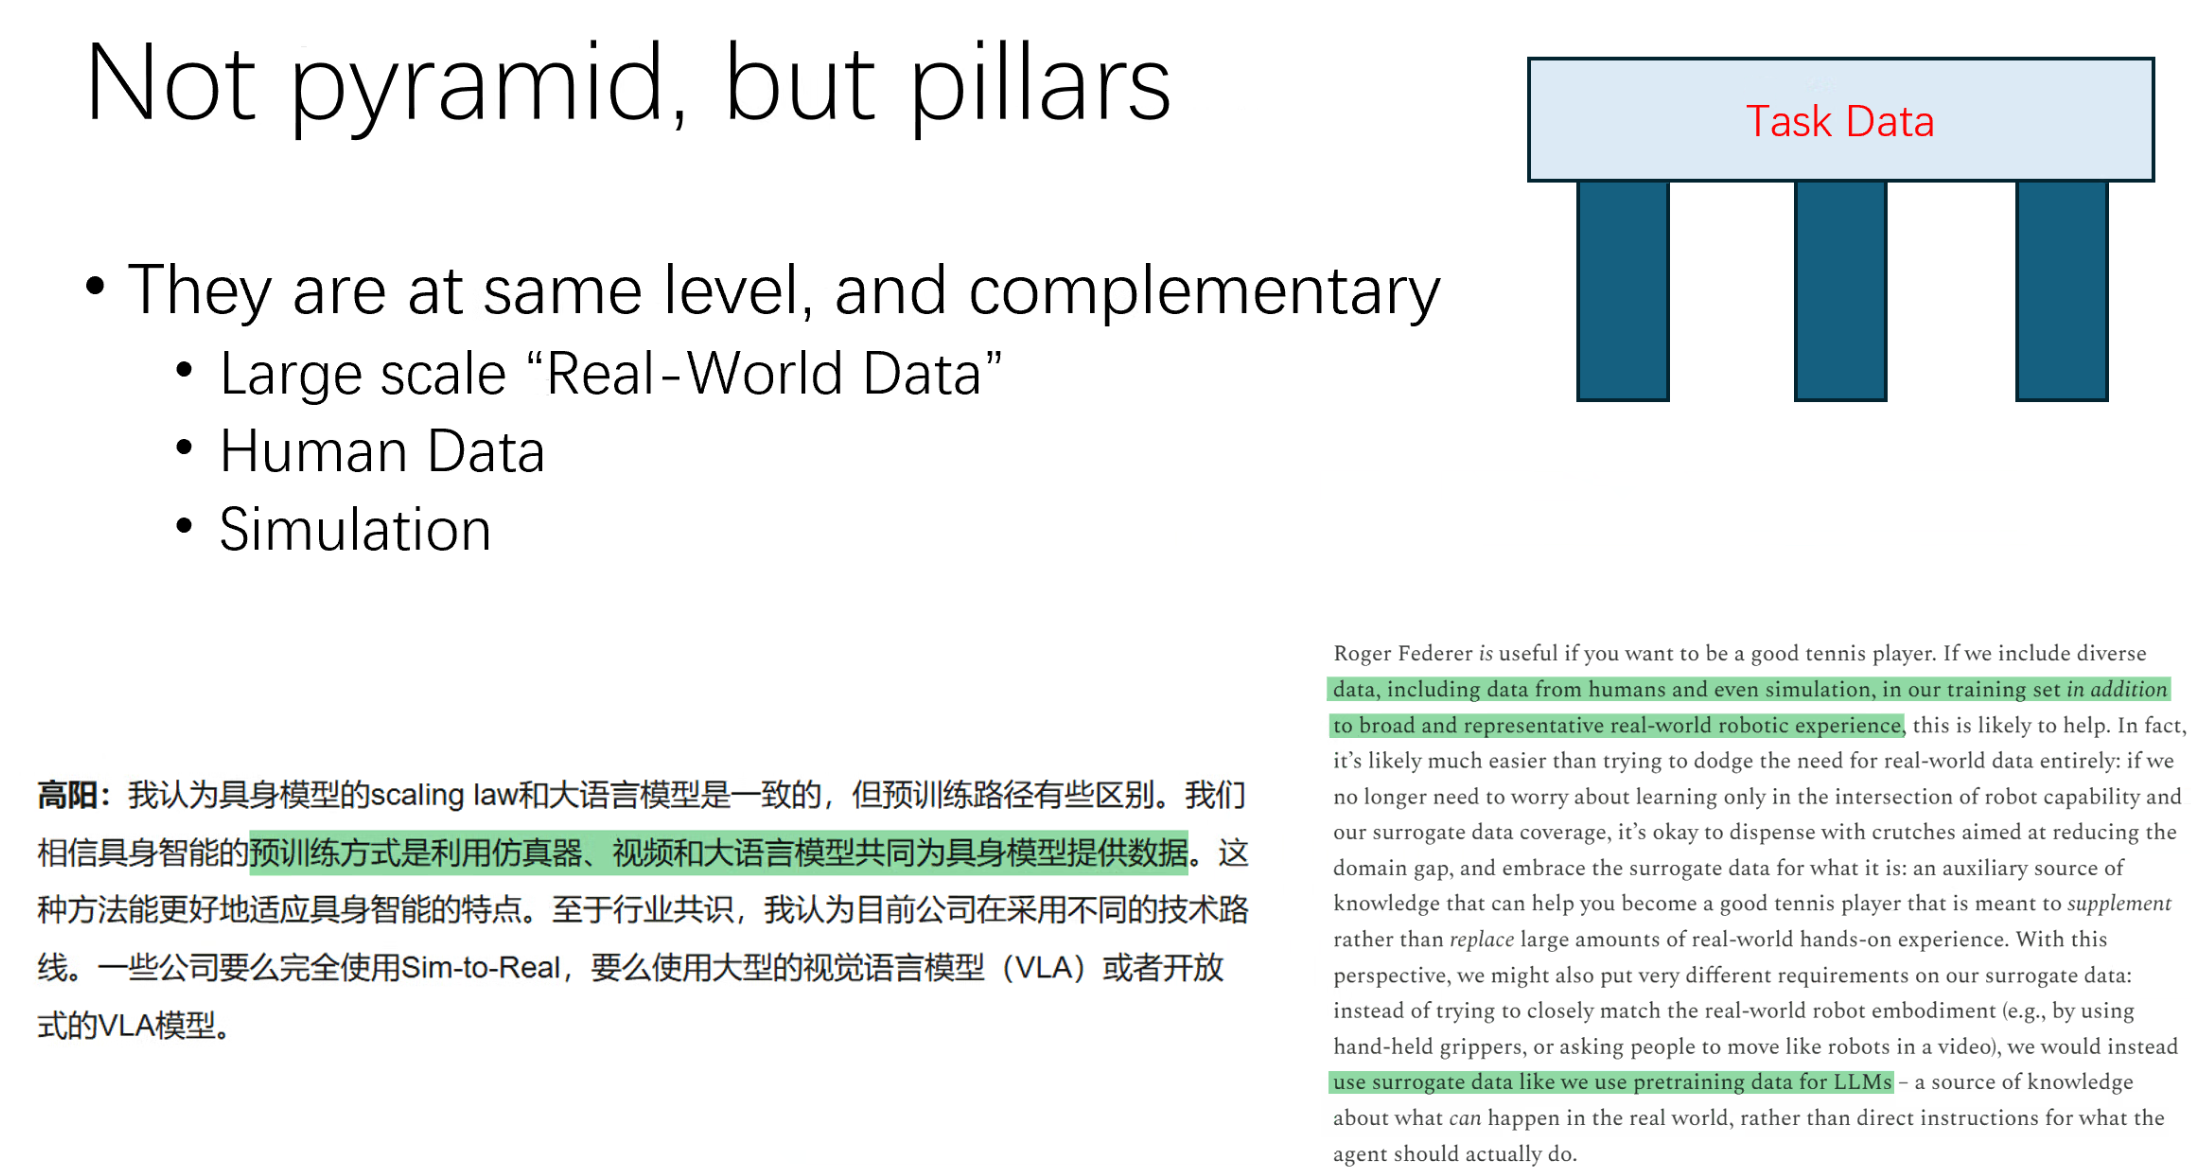 Not pyramid, but pillars
Task Data
• They are at same level, and complementary
• Large scale “Real-World Data”
• Human Data
• Simulation
高阳：我认为具身模型的scaling law和大语言模型是一致的，但预训练路径有些区别。我们
相信具身智能的预训练方式是利用仿真器、视频和大语言模型共同为具身模型提供数据。这
种方法能更好地适应具身智能的特点。至于行业共识，我认为目前公司在采用不同的技术路
线。一些公司要么完全使用Sim-to-Real，要么使用大型的视觉语言模型（VLA）或者开放
式的VLA模型。
Roger Federer is useful if you want to be a good tennis player. If we include diverse
data, including data from humans and even simulation, in our training set in addition
to broad and representative real-world robotic experience, this is likely to help. In fact,
it’s likely much easier than trying to dodge the need for real-world data entirely: if we
no longer need to worry about learning only in the intersection of robot capability and
our surrogate data coverage, it’s okay to dispense with crutches aimed at reducing the
domain gap, and embrace the surrogate data for what it is: an auxiliary source of
knowledge that can help you become a good tennis player that is meant to supplement
rather than replace large amounts of real-world hands-on experience. With this
perspective, we might also put very different requirements on our surrogate data:
instead of trying to closely match the real-world robot embodiment (e.g., by using
hand-held grippers, or asking people to move like robots in a video), we would instead
use surrogate data like we use pretraining data for LLMs – a source of knowledge
about what can happen in the real world, rather than direct instructions for what the
agent should actually do.